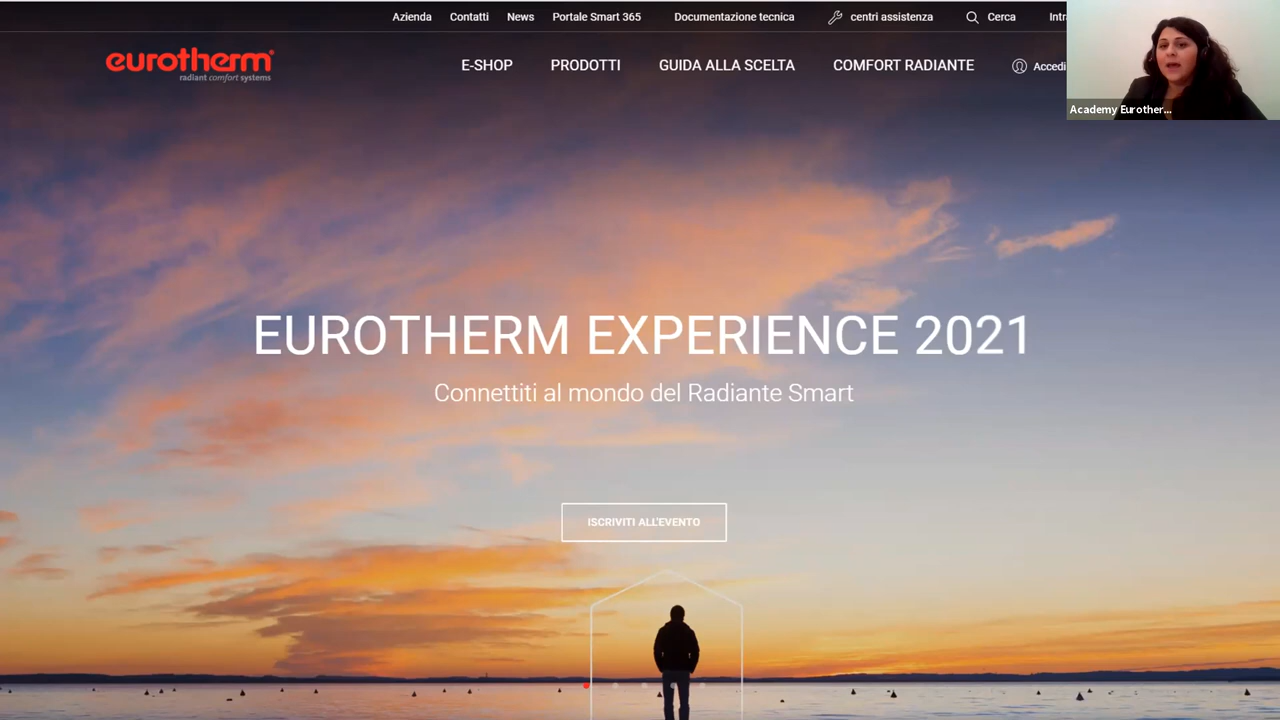 Azienda Contatti News Portale Smart 365 Documentazione tecnica centri assistenza Cerca
eurotherm®
radiant comfort systems
E-SHOP PRODOTTI GUIDA ALLA SCELTA COMFORT RADIANTE Accedi
Academy Eurother...
EUROTHERM EXPERIENCE 2021
Connettiti al mondo del Radiante Smart
ISCRIVITI ALL'EVENTO